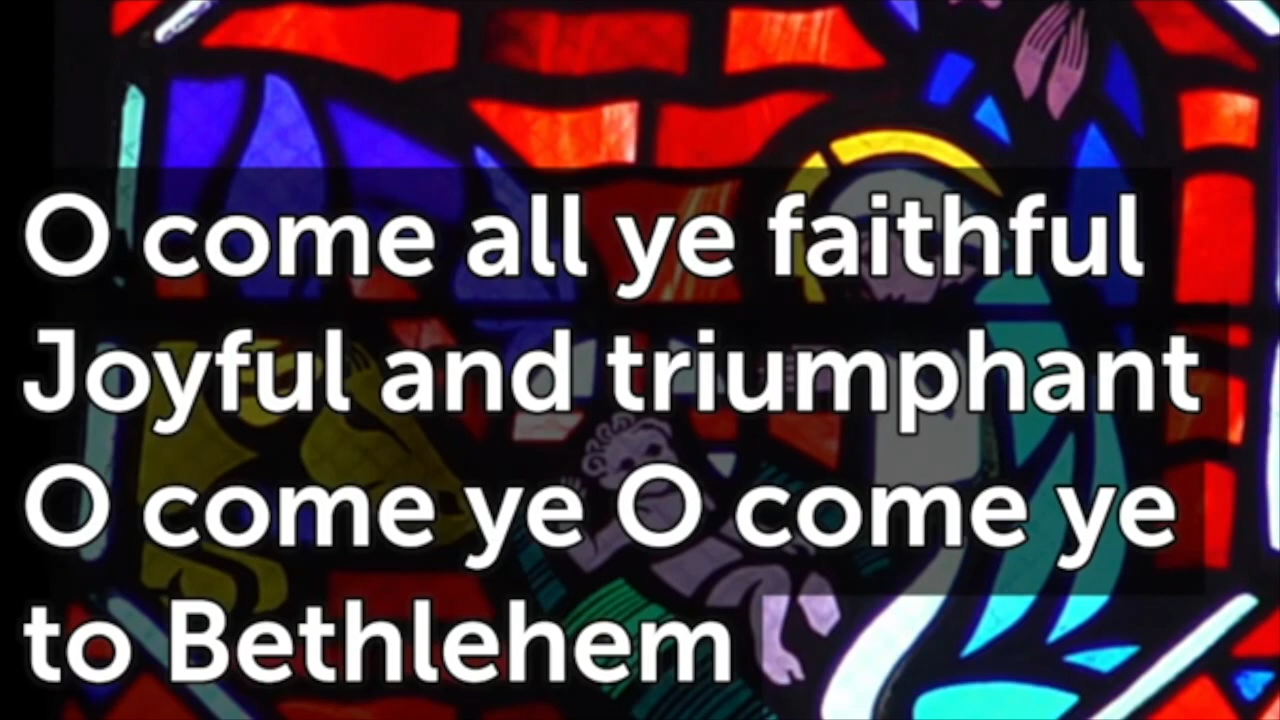 O come all ye faithful
Joyful and triumphant
O come ye O come ye
to Bethlehem